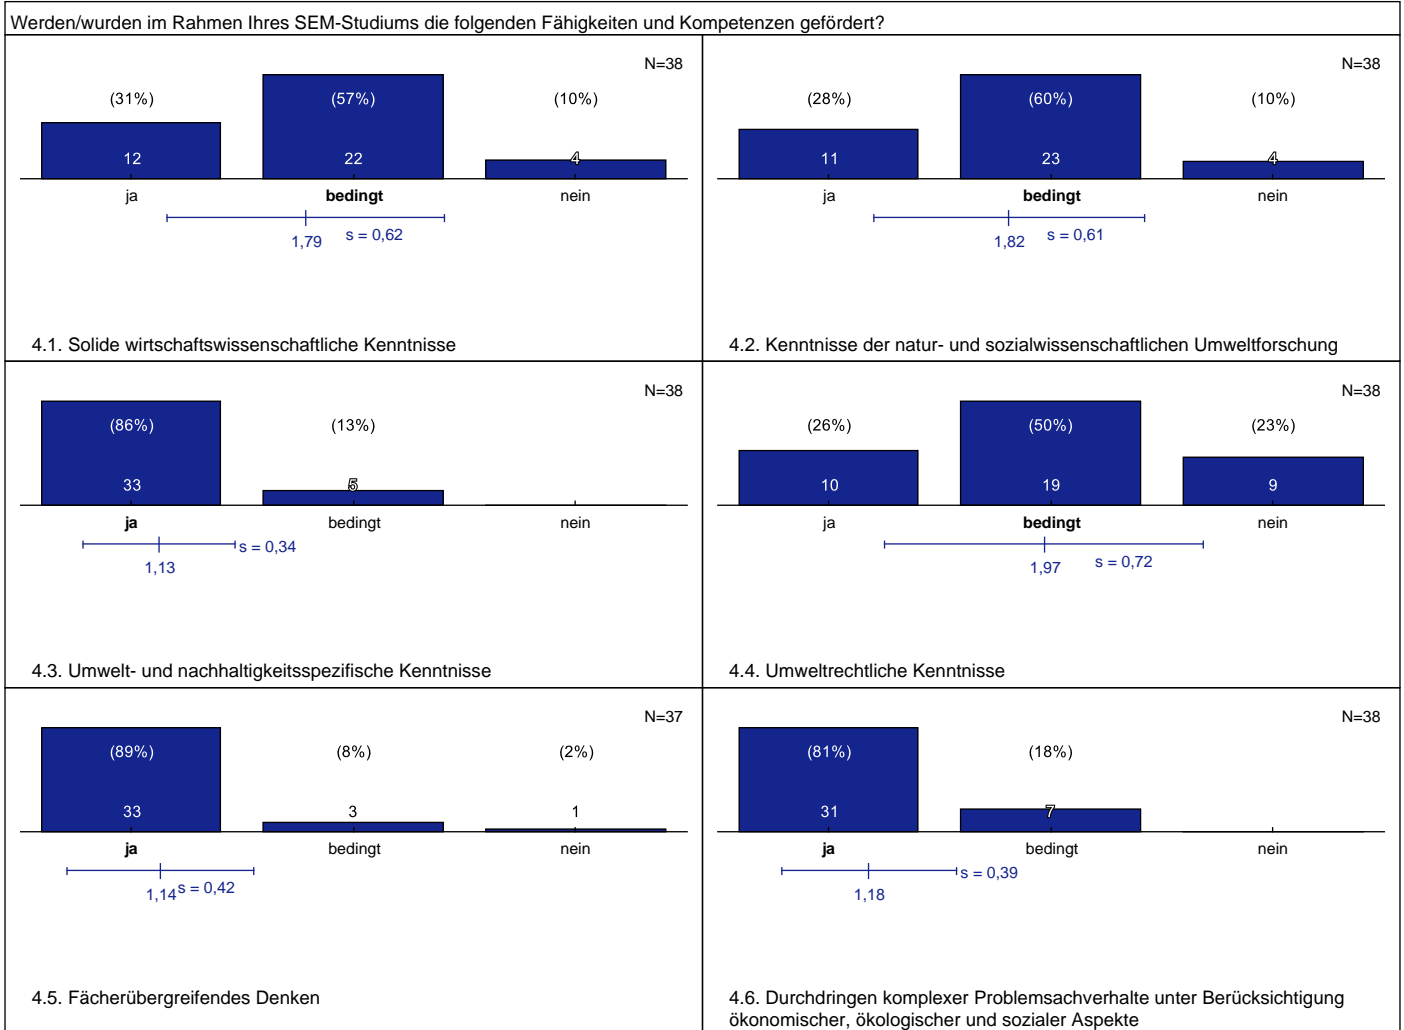 Werden/wurden im Rahmen Ihres SEM-Studiums die folgenden Fähigkeiten und Kompetenzen gefördert?
N=38
(31%) (57%) (10%)
12 22 4
ja bedingt nein
1,79 s = 0,62
4.1. Solide wirtschaftswissenschaftliche Kenntnisse
N=38
(28%) (60%) (10%)
11 23 4
ja bedingt nein
1,82 s = 0,61
4.2. Kenntnisse der natur- und sozialwissenschaftlichen Umweltforschung
N=38
(86%) (13%)
33 5
ja bedingt nein
s = 0,34
1,13
4.3. Umwelt- und nachhaltigkeitsspezifische Kenntnisse
N=38
(26%) (50%) (23%)
10 19 9
ja bedingt nein
1,97 s = 0,72
4.4. Umweltrechtliche Kenntnisse
N=37
(89%) (8%) (2%)
33 3 1
ja bedingt nein
1,14 s = 0,42
4.5. Fächerübergreifendes Denken
N=38
(81%) (18%)
31 7
ja bedingt nein
s = 0,39
1,18
4.6. Durchdringen komplexer Problemsachverhalte unter Berücksichtigung
ökonomischer, ökologischer und sozialer Aspekte